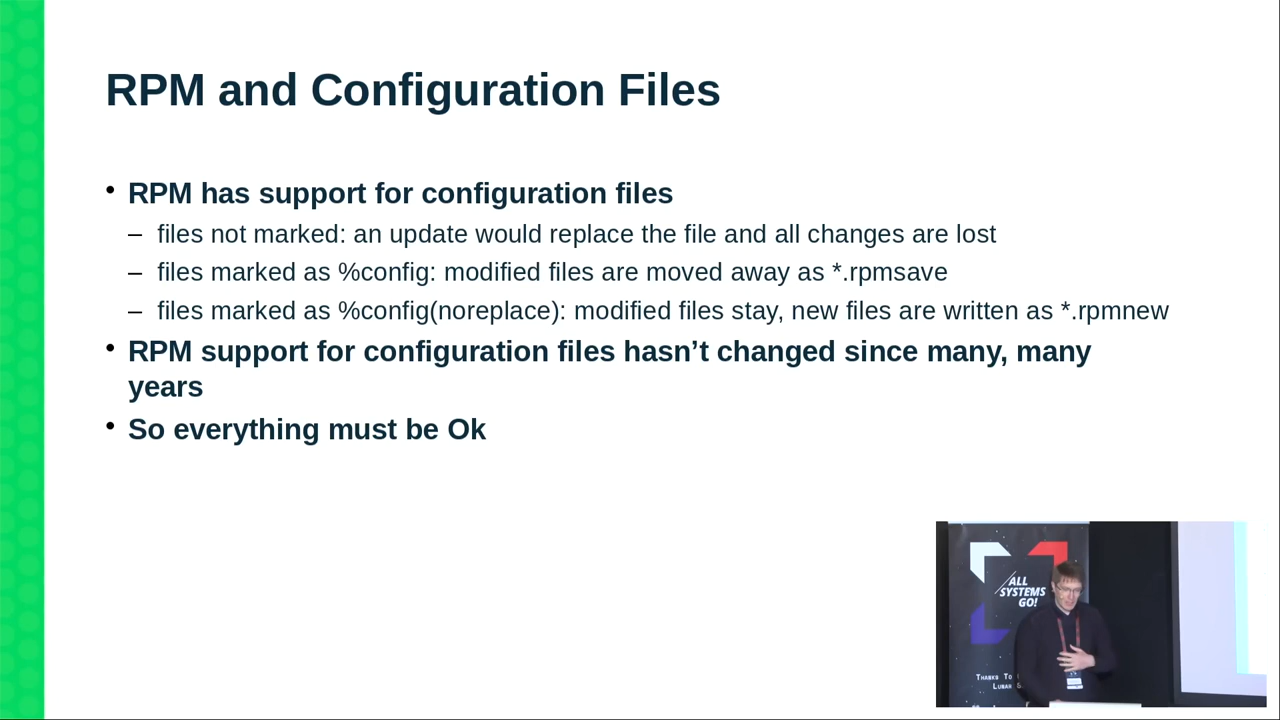 RPM and Configuration Files
• RPM has support for configuration files
– files not marked: an update would replace the file and all changes are lost
– files marked as %config: modified files are moved away as *.rpmsave
– files marked as %config(noreplace): modified files stay, new files are written as *.rpmnew
• RPM support for configuration files hasn’t changed since many, many
years
• So everything must be Ok
ALL
SYSTEMS
GO!
Thanks To